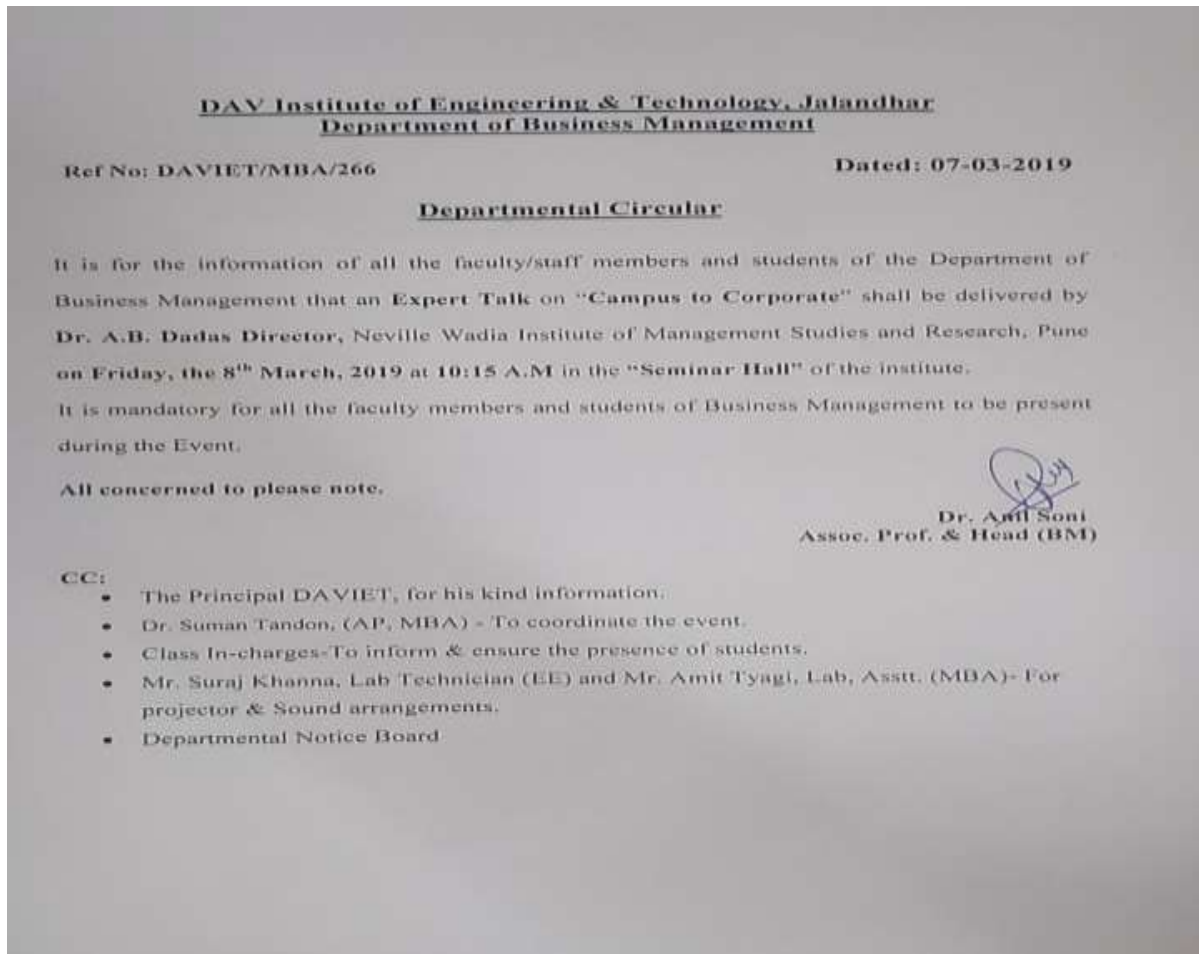 DAV Institute of Engineering & Technology, Jalandhar
Department of Business Management
Ref No: DAVIET/MBA/266 Dated: 07-03-2019
Departmental Circular
It is for the information of all the faculty/staff members and students of the Department of
Business Management that an Expert Talk on "Campus to Corporate" shall be delivered by
Dr. A.B. Dadas Director, Neville Wadia Institute of Management Studies and Research, Pune
on Friday, the 8th March, 2019 at 10:15 A.M in the "Seminar Hall" of the institute.
It is mandatory for all the faculty members and students of Business Management to be present
during the Event.
All concerned to please note.
Dr. Anil Soni
Assoc. Prof. & Head (BM)
CC:
• The Principal DAVIET, for his kind information.
• Dr. Suman Tandon, (AP, MBA) - To coordinate the event.
• Class In-charges-To inform & ensure the presence of students.
• Mr. Suraj Khanna, Lab Technician (EE) and Mr. Amit Tyagi, Lab, Asstt. (MBA)- For
projector & Sound arrangements.
• Departmental Notice Board